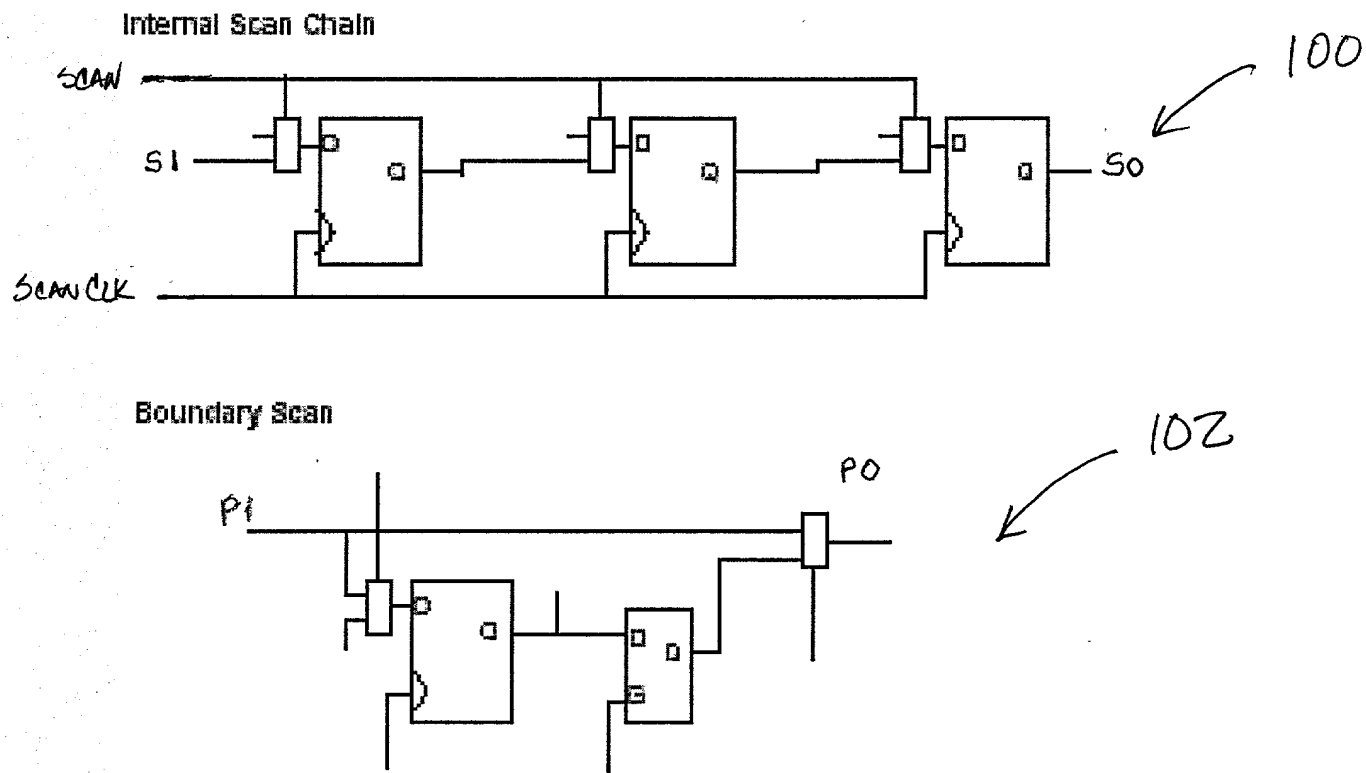 Internal Scan Chain
SCAN
100
D
D
D
SI
Q
Q
Q
SO
SCAN CLK
Boundary Scan
102
PO
PI
D
Q
D
G